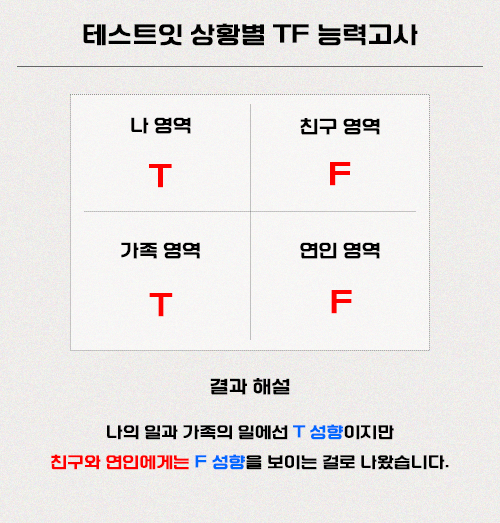 테스트잇 상황별 TF 능력고사
나 영역
친구 영역
T
F
가족 영역
연인 영역
T
F
결과 해설
나의 일과 가족의 일에선 T 성향이지만
친구와 연인에게는 F 성향을 보이는 걸로 나왔습니다.